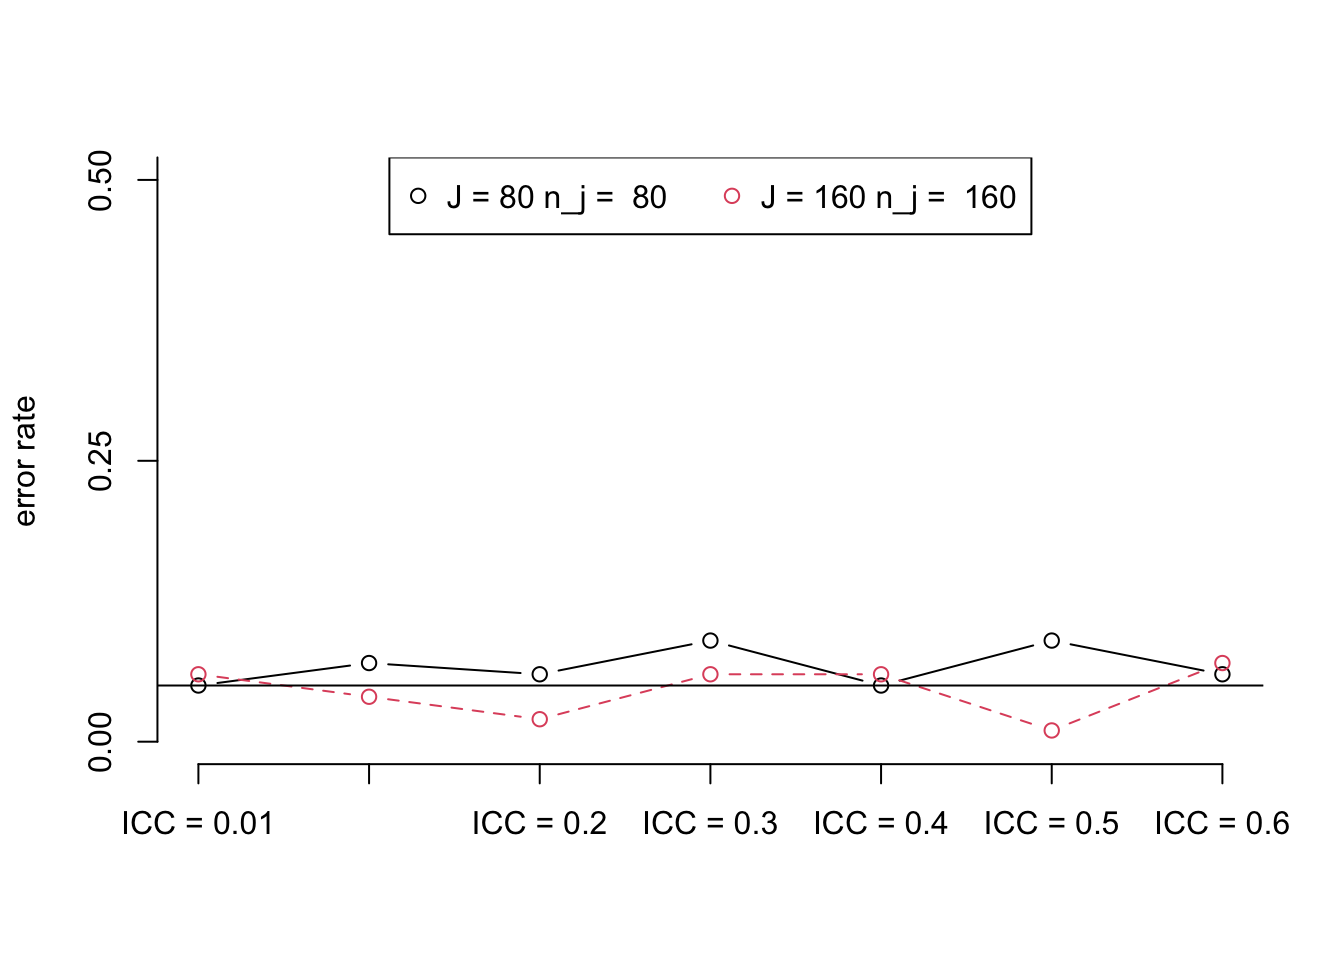 J = 80 n_j =  80
J = 160 n_j =  160
error rate
0.50
0.25
0.00
ICC = 0.01
ICC = 0.2
ICC = 0.3
ICC = 0.4
ICC = 0.5
ICC = 0.6